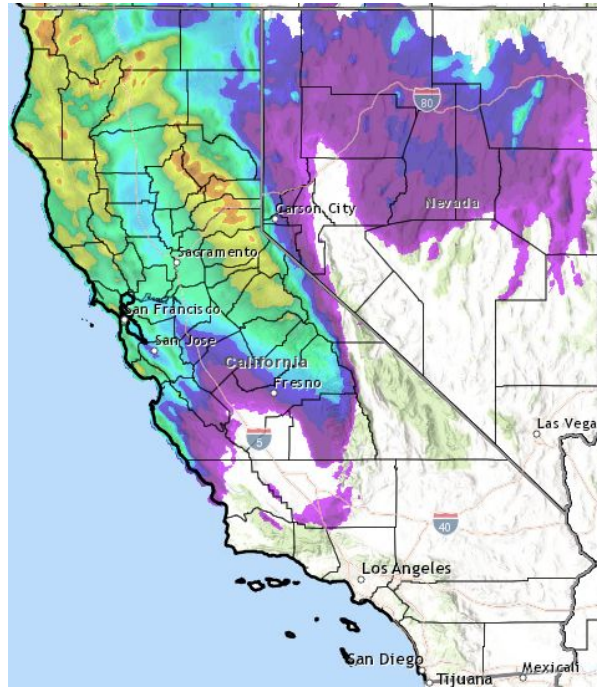 80
Nevada
Carson City
Sacramento
San Francisco
San Jose
California
Fresno
Las Vega
5
40
Los Angeles
San Diego
Tijuana
Mexicali